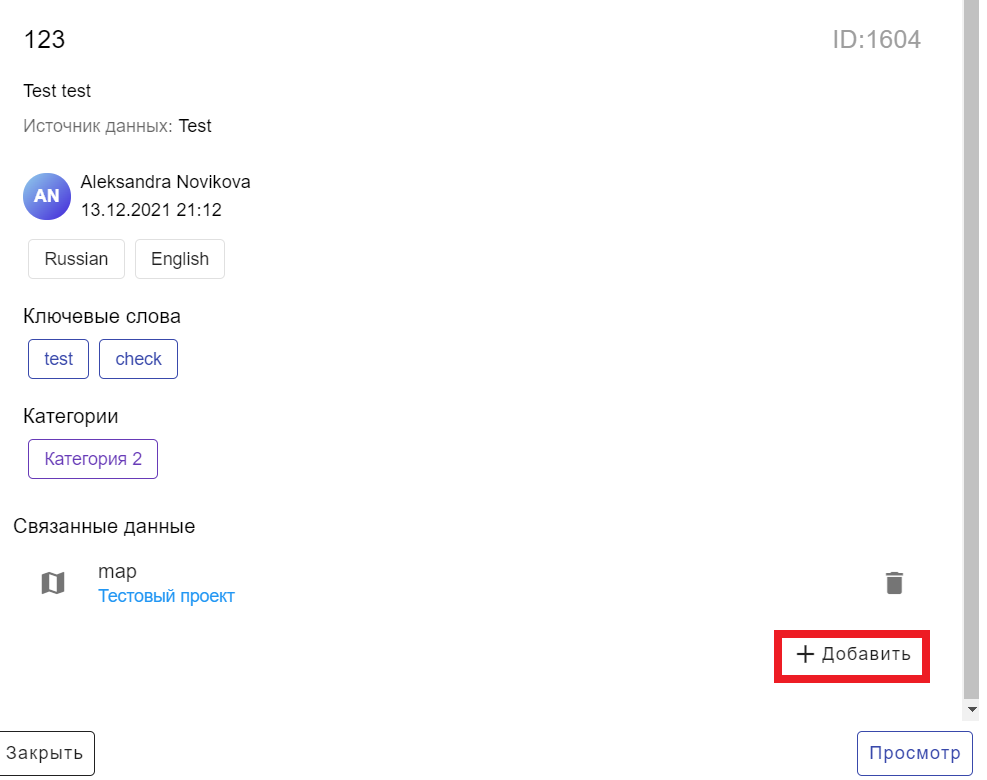 123
ID:1604
Test test
Источник данных: Test
AN
Aleksandra Novikova
13.12.2021 21:12
Russian English
Ключевые слова
test check
Категории
Категория 2
Связанные данные
map
Тестовый проект
+ Добавить
Закрыть
Просмотр